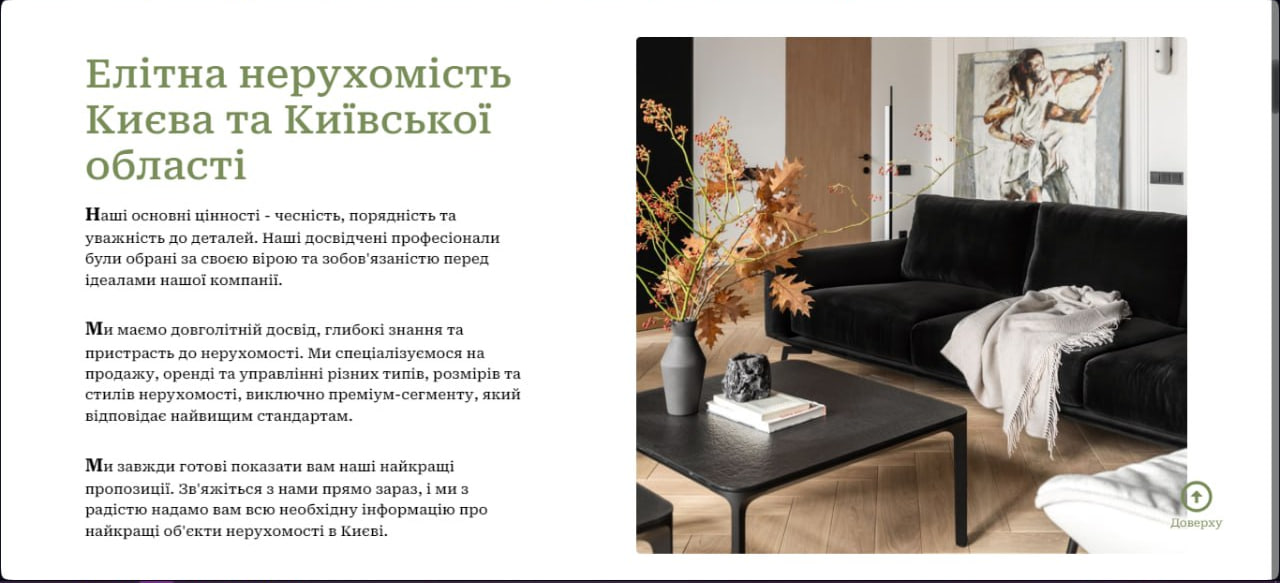 Елітна нерухомість
Києва та Київської
області
Наші основні цінності - чесність, порядність та
уважність до деталей. Наші досвідчені професіонали
були обрані за своєю вірою та зобов'язаністю перед
ідеалами нашої компанії.
Ми маємо довголітній досвід, глибокі знання та
пристрасть до нерухомості. Ми спеціалізуємося на
продажу, оренді та управлінні різних типів, розмірів та
стилів нерухомості, виключно преміум-сегменту, який
відповідає найвищим стандартам.
Ми завжди готові показати вам наші найкращі
пропозиції. Зв'яжіться з нами прямо зараз, і ми з
радістю надамо вам всю необхідну інформацію про
найкращі об'єкти нерухомості в Києві.
Доверху